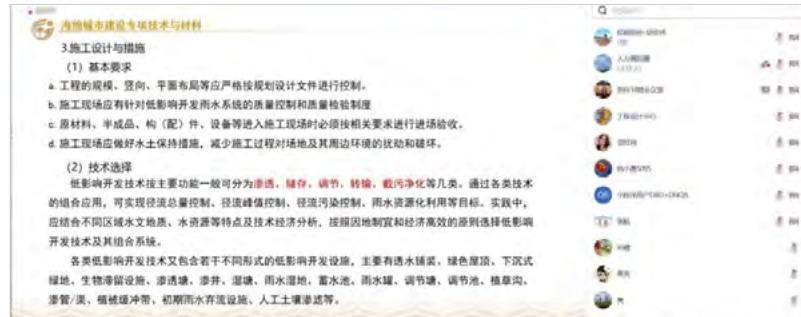 海绵城市建设专项技术与材料
3.施工设计与措施
（1）基本要求
a. 工程的规模、竖向、平面布局等应严格按规划设计文件进行控制。
b. 施工现场应有针对低影响开发雨水系统的质量控制和质量检验制度
c. 原材料、半成品、构（配）件、设备等进入施工现场时必须按相关要求进行进场验收。
d. 施工现场应做好水土保持措施，减少施工过程对场地及其周边环境的扰动和破坏。
（2）技术选择
低影响开发技术按主要功能一般可分为渗透、储存、调节、转输、截污净化等几类。通过各类技术
的组合应用，可实现径流总量控制、径流峰值控制、径流污染控制、雨水资源化利用等目标。实践中，
应结合不同区域水文地质、水资源等特点及技术经济分析，按照因地制宜和经济高效的原则选择低影响
开发技术及其组合系统。
各类低影响开发技术又包含若干不同形式的低影响开发设施，主要有透水铺装、绿色屋顶、下沉式
绿地、生物滞留设施、渗透塘、渗井、湿塘、雨水湿地、蓄水池、雨水罐、调节塘、调节池、植草沟、
渗管/渠、植被缓冲带、初期雨水弃流设施、人工土壤渗滤等。